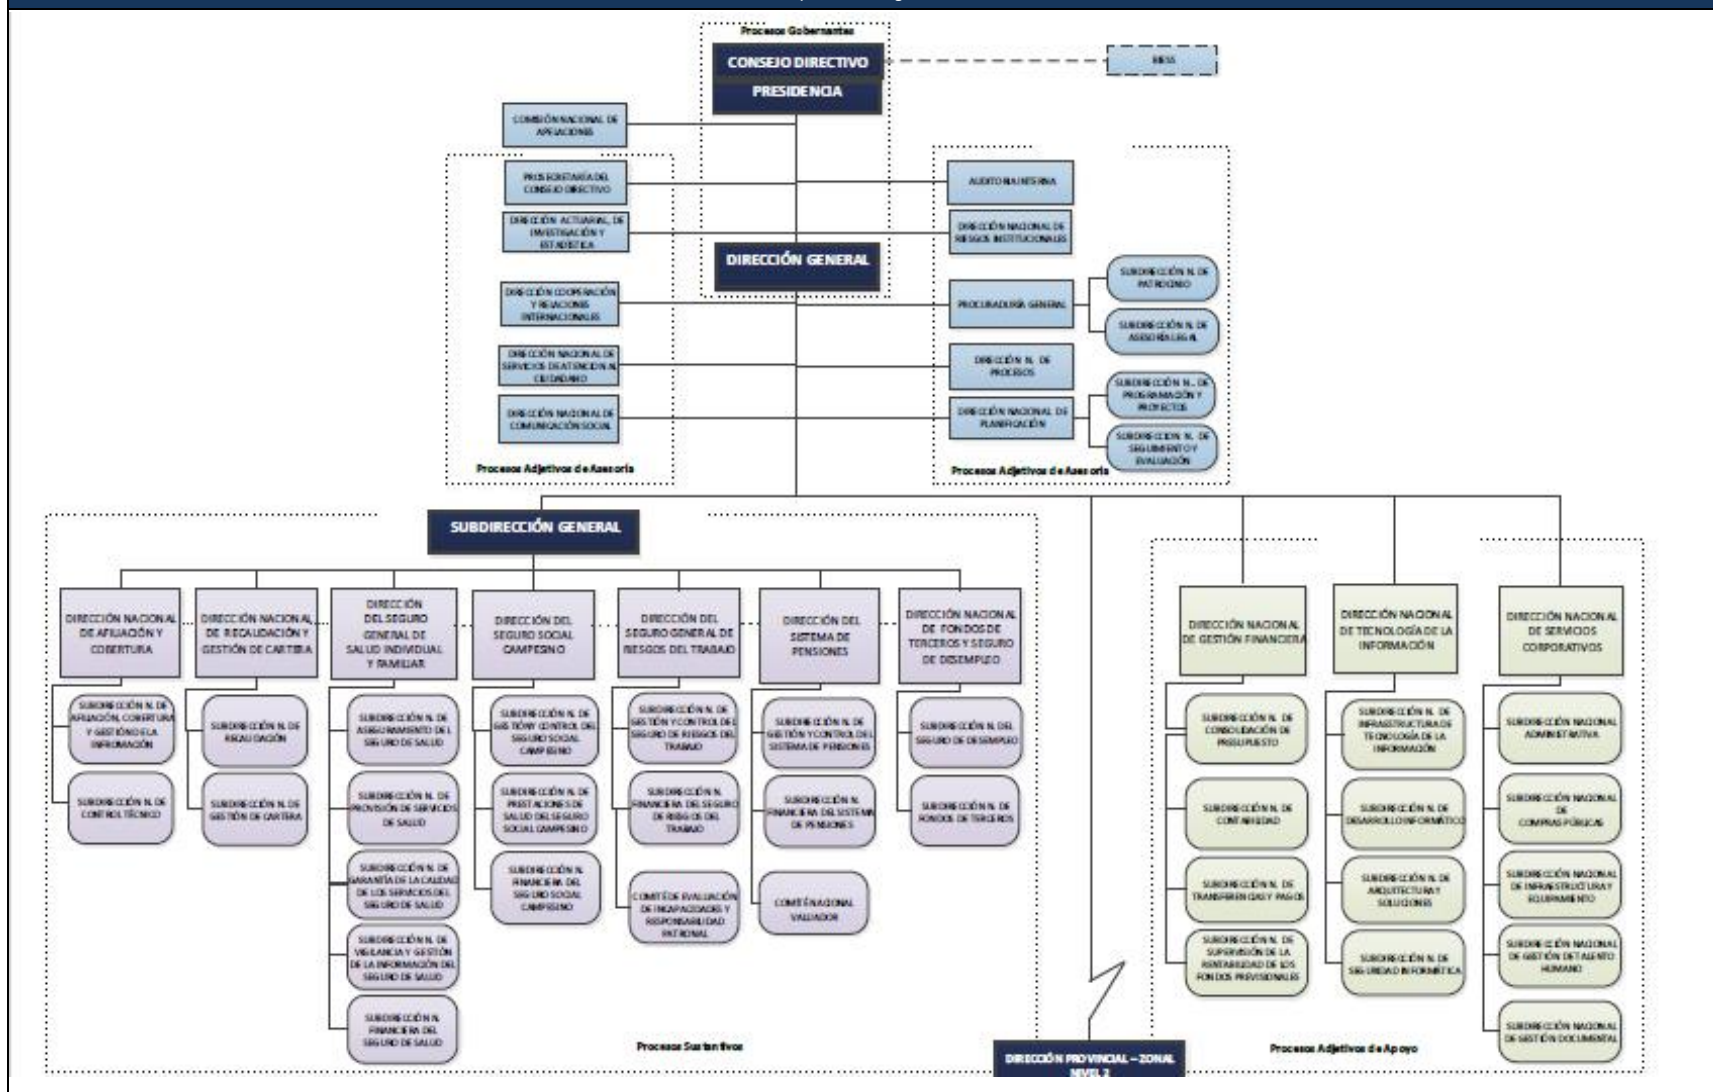 Procesos Gobernantes
CONSEJO DIRECTIVO
BIESS
PRESIDENCIA
COMISIÓN NACIONAL DE
APELACIONES
PROSECRETARÍA DEL
CONSEJO DIRECTIVO
AUDITORIA INTERNA
DIRECCIÓN ACTUARIAL, DE
INVESTIGACIÓN Y
ESTADÍSTICA
DIRECCIÓN NACIONAL DE
RIESGOS INSTITUCIONALES
DIRECCIÓN GENERAL
DIRECCIÓN COOPERACIÓN
Y RELACIONES
INTERNACIONALES
PROCURADURÍA GENERAL
SUBDIRECCIÓN N. DE
PATROCINIO
SUBDIRECCIÓN N. DE
ASESORÍA LEGAL
DIRECCIÓN NACIONAL DE
SERVICIOS DE ATENCION AL
CIUDADANO
DIRECCIÓN N. DE
PROCESOS
DIRECCIÓN NACIONAL DE
COMUNICACIÓN SOCIAL
DIRECCIÓN NACIONAL DE
PLANIFICACIÓN
SUBDIRECCIÓN N.. DE
PROGRAMACIÓN Y
PROYECTOS
SUBDIRECCION N. DE
SEGUIMIENTO Y
EVALUACIÓN
Procesos Adjetivos de Asesoria
Procesos Adjetivos de Asesoria
SUBDIRECCIÓN GENERAL
DIRECCIÓN NACIONAL
DE AFILIACIÓN Y
COBERTURA
DIRECCIÓN NACIONAL
DE RECAUDACIÓN Y
GESTIÓN DE CARTERA
DIRECCIÓN
DEL SEGURO
GENERAL DE
SALUD INDIVIDUAL
Y FAMILIAR
DIRECCIÓN DEL
SEGURO SOCIAL
CAMPESINO
DIRECCIÓN DEL
SEGURO GENERAL DE
RIESGOS DEL TRABAJO
DIRECCIÓN DEL
SISTEMA DE
PENSIONES
DIRECCIÓN NACIONAL
DE FONDOS DE
TERCEROS Y SEGURO
DE DESEMPLEO
DIRECCIÓN NACIONAL
DE GESTIÓN FINANCIERA
DIRECCIÓN NACIONAL
DE TECNOLOGÍA DE LA
INFORMACIÓN
DIRECCIÓN NACIONAL
DE SERVICIOS
CORPORATIVOS
SUBDIRECCIÓN N. DE
AFILIACIÓN, COBERTURA
Y GESTIÓN DE LA
INFROMACIÓN
SUBDIRECCIÓN N. DE
CONTROL TÉCNICO
SUBDIRECCIÓN N. DE
RECAUDACIÓN
SUBDIRECCIÓN N. DE
GESTIÓN DE CARTERA
SUBDIRECCIÓN N. DE
ASEGURAMIENTO DEL
SEGURO DE SALUD
SUBDIRECCIÓN N. DE
PROVISIÓN DE SERVICIOS
DE SALUD
SUBDIRECCIÓN N. DE
GARANTÍA DE LA CALIDAD
DE LOS SERVICIOS DEL
SEGURO DE SALUD
SUBDIRECCIÓN N. DE
VIGILANCIA Y GESTIÓN
DE LA INFORMACIÓN DEL
SEGURO DE SALUD
SUBDIRECCIÓN N.
FINANCIERA DEL
SEGURO DE SALUD
SUBDIRECCIÓN N. DE
GESTIÓN Y CONTROL DEL
SEGURO SOCIAL
CAMPESINO
SUBDIRECCIÓN N. DE
PRESTACIONES DE
SALUD DEL SEGURO
SOCIAL CAMPESINO
SUBDIRECCIÓN N.
FINANCIERA DEL
SEGURO SOCIAL
CAMPESINO
SUBDIRECCIÓN N. DE
GESTIÓN Y CONTROL DEL
SEGURO DE RIESGOS DEL
TRABAJO
SUBDIRECCIÓN N.
FINANCIERA DEL SEGURO
DE RISGOS DEL
TRABAJO
COMITÉ DE EVALUACIÓN
DE INCAPACIDADES Y
RESPONSABILIDAD
PATRONAL
SUBDIRECCIÓN N. DE
GESTIÓN Y CONTROL DEL
SISTEMA DE PENSIONES
SUBDIRECCIÓN N.
FINANCIERA DEL SISTEMA
DE PENSIONES
COMITÉ NACIONAL
VALUADOR
SUBDIRECCIÓN N. DEL
SEGURO DE DESEMPLEO
SUBDIRECCIÓN N. DE
FONDOS DE TERCEROS
SUBDIRECCIÓN N. DE
CONSOLIDACIÓN DE
PRESUPUESTO
SUBDIRECCIÓN N. DE
CONTABILIDAD
SUBDIRECCIÓN N. DE
TRANSFERENCIAS Y PAGOS
SUBDIRECCIÓN N. DE
SUPERVISIÓN DE LA
RENTABILIDAD DE LOS
FONDOS PREVISIONALES
SUBDIRECCIÓN N. DE
INFRAESTRUCTURA DE
TECNOLOGÍA DE LA
INFORMACIÓN
SUBDIRECCIÓN N. DE
DESARROLLO INFORMÁTICO
SUBDIRECCIÓN N. DE
ARQUITECTURA Y
SOLUCIONES
SUBDIRECCIÓN N. DE
SEGURIDAD INFORMÁTICA
SUBDIRECCIÓN NACIONAL
ADMINISTRATIVA
SUBDIRECCIÓN NACIONAL
DE
COMPRAS PÚBLICAS
SUBDIRECCIÓN NACIONAL
DE INFRAESTRUCTURA Y
EQUIPAMIENTO
SUBDIRECCIÓN NACIONAL
DE GESTIÓN DE TALENTO
HUMANO
SUBDIRECCIÓN NACIONAL
DE GESTIÓN DOCUMENTAL
Procesos Sustantivos
DIRECCIÓN PROVINCIAL – ZONAL
NIVEL 2
Procesos Adjetivos de Apoyo